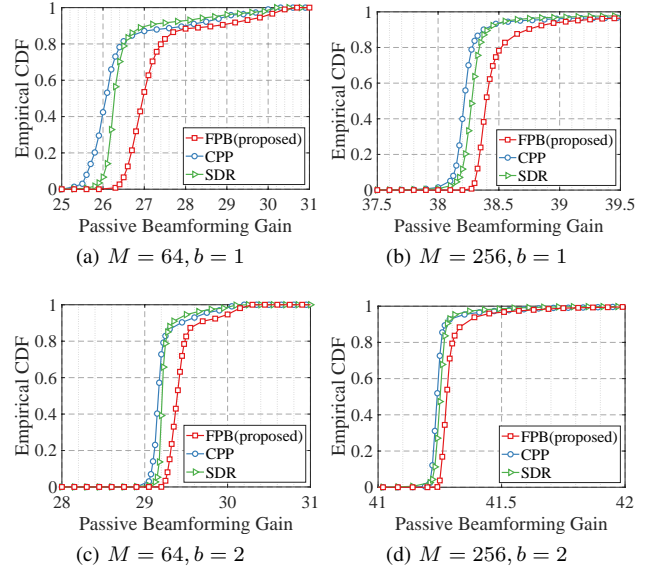 1
0.8
0.6
0.4
0.2
0
Empirical CDF
FPB(proposed)
CPP
SDR
25 26 27 28 29 30 31
Passive Beamforming Gain
(a) M = 64, b = 1
1
0.8
0.6
0.4
0.2
0
Empirical CDF
FPB(proposed)
CPP
SDR
37.5 38 38.5 39 39.5
Passive Beamforming Gain
(b) M = 256, b = 1
1
0.8
0.6
0.4
0.2
0
Empirical CDF
FPB(proposed)
CPP
SDR
28 29 30 31
Passive Beamforming Gain
(c) M = 64, b = 2
1
0.8
0.6
0.4
0.2
0
Empirical CDF
FPB(proposed)
CPP
SDR
41 41.5 42
Passive Beamforming Gain
(d) M = 256, b = 2